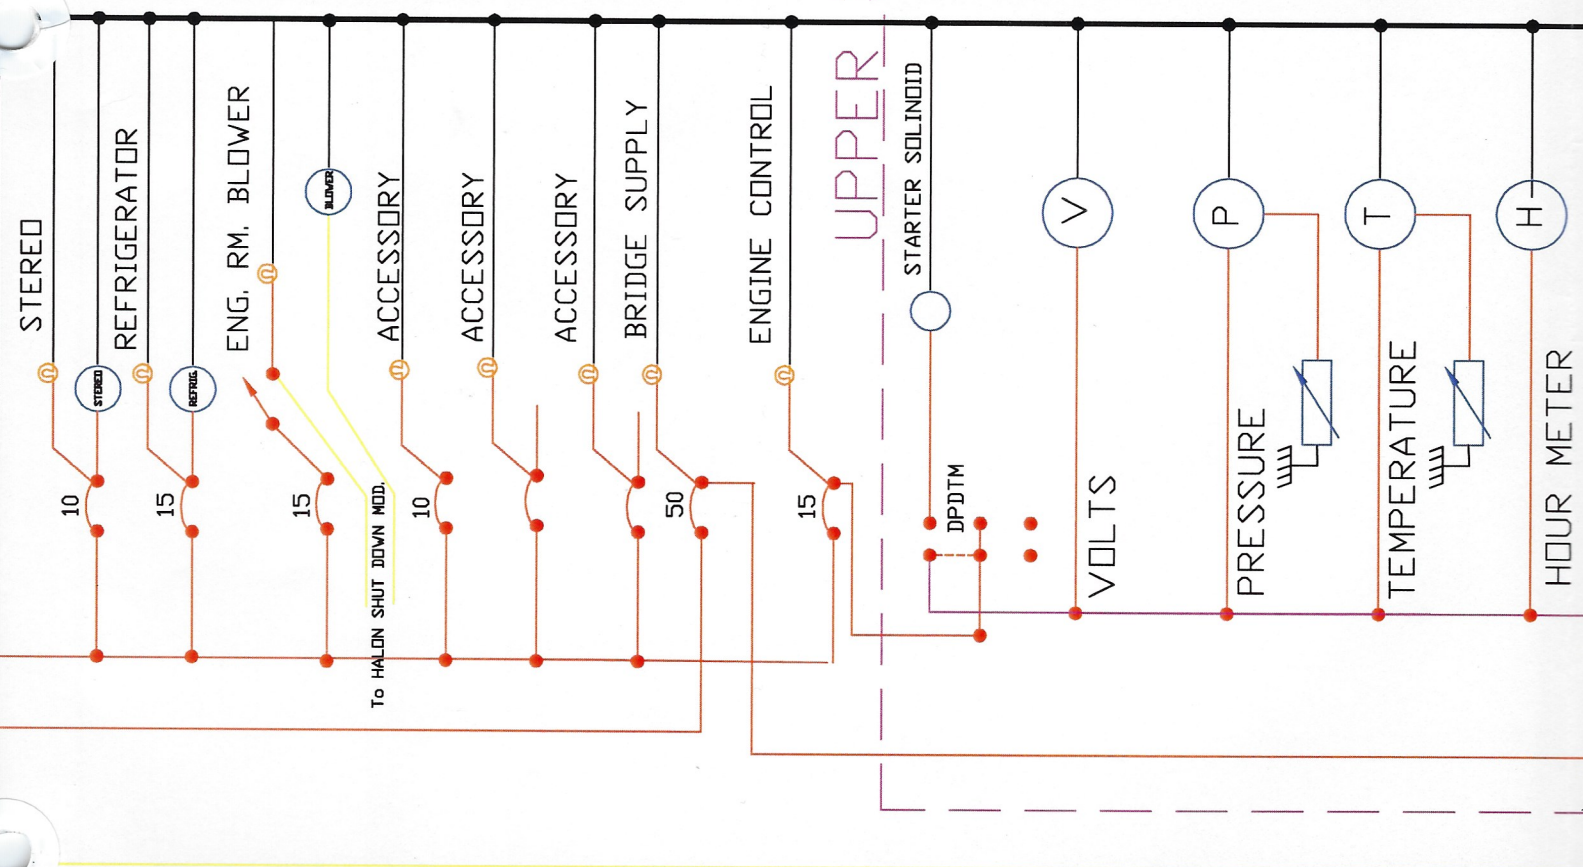 STEREO
STEREO
10
REFRIGERATOR
REFRIG.
15
ENG. RM. BLOWER
BLOWER
15
To HALON SHUT DOWN MOD.
ACCESSORY
10
ACCESSORY
ACCESSORY
BRIDGE SUPPLY
50
ENGINE CONTROL
15
UPPER
STARTER SOLINOID
DPDTM
V
VOLTS
P
PRESSURE
T
TEMPERATURE
H
HOUR METER